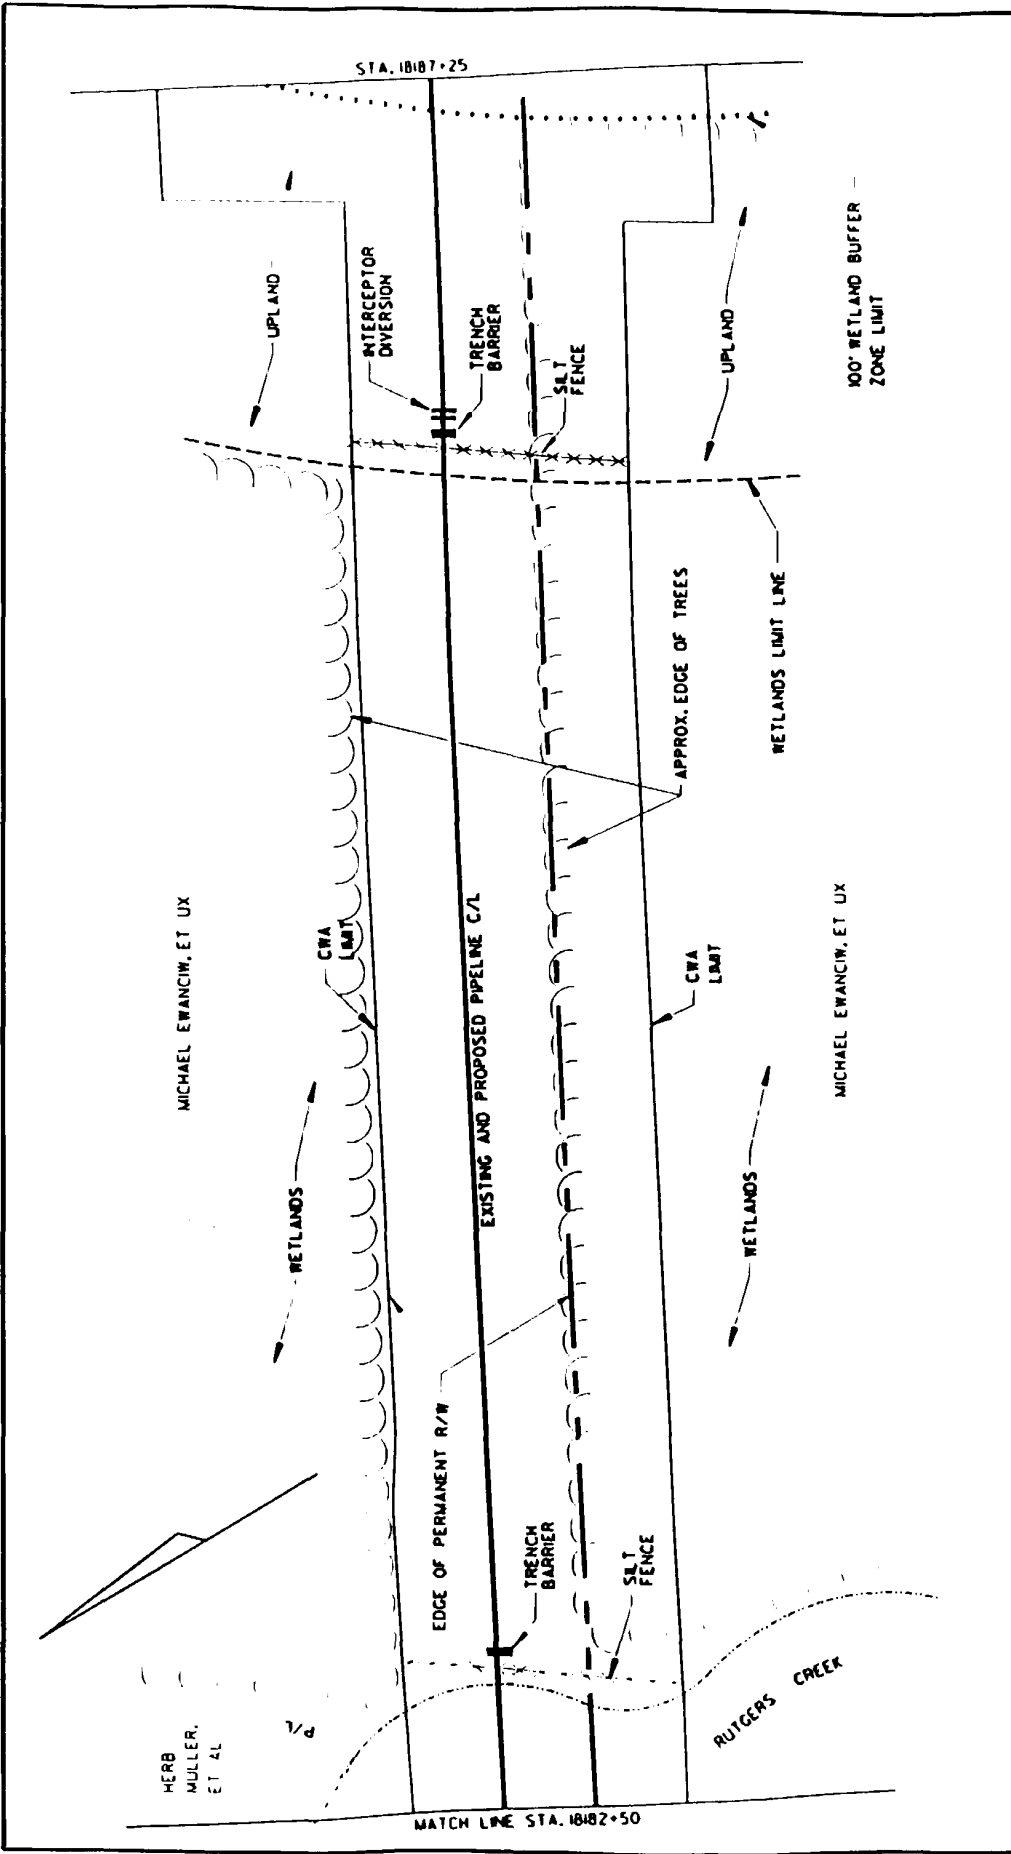 STA. 18187+25
UPLAND
INTERCEPTOR
DIVERSION
TRENCH
BARRIER
SILT
FENCE
UPLAND
100' WETLAND BUFFER
ZONE LIMIT
APPROX. EDGE OF TREES
WETLANDS LIMIT LINE
MICHAEL EWANCIW, ET UX
CWA
LIMIT
EXISTING AND PROPOSED PIPELINE C/L
CWA
LIMIT
MICHAEL EWANCIW, ET UX
WETLANDS
WETLANDS
EDGE OF PERMANENT R/W
TRENCH
BARRIER
SILT
FENCE
HERB
MULLER,
ET AL
P/L
RUTGERS CREEK
MATCH LINE STA. 18182+50